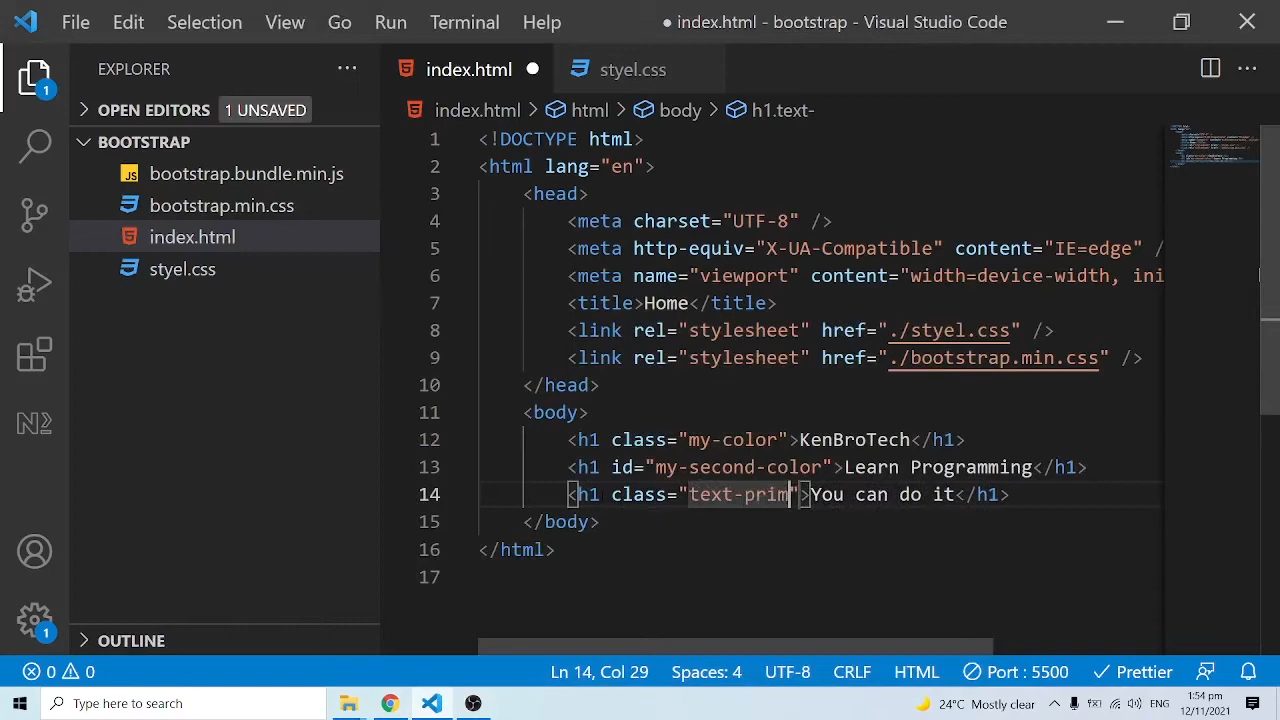 File Edit Selection View Go Run Terminal Help
● index.html - bootstrap - Visual Studio Code
EXPLORER
1
OPEN EDITORS 1 UNSAVED
BOOTSTRAP
bootstrap.bundle.min.js
bootstrap.min.css
index.html
styel.css
OUTLINE
1
index.html
styel.css
index.html > html > body > h1.text-
1 <!DOCTYPE html>
2 <html lang="en">
3 <head>
4 <meta charset="UTF-8" />
5 <meta http-equiv="X-UA-Compatible" content="IE=edge" /
6 <meta name="viewport" content="width=device-width, ini
7 <title>Home</title>
8 <link rel="stylesheet" href="./styel.css" />
9 <link rel="stylesheet" href="./bootstrap.min.css" />
10 </head>
11 <body>
12 <h1 class="my-color">KenBroTech</h1>
13 <h1 id="my-second-color">Learn Programming</h1>
14 <h1 class="text-prim">You can do it</h1>
15 </body>
16 </html>
17
0 0 Ln 14, Col 29 Spaces: 4 UTF-8 CRLF HTML Port : 5500 Prettier
Type here to search
24°C Mostly clear
ENG
1:54 pm
12/11/2021